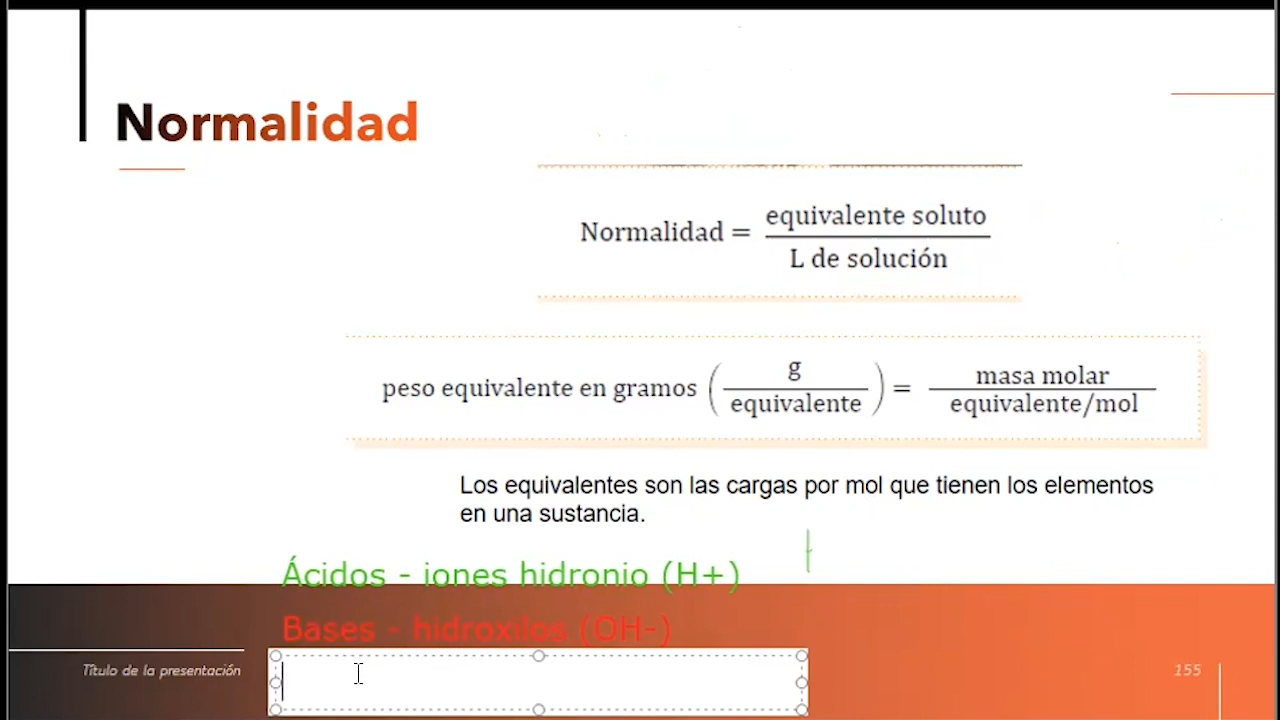 Normalidad
Normalidad = equivalente soluto / L de solución
peso equivalente en gramos (g / equivalente) = masa molar / equivalente/mol
Los equivalentes son las cargas por mol que tienen los elementos
en una sustancia.
Ácidos - iones hidronio (H+)
Bases - hidroxilos (OH-)
Título de la presentación
155